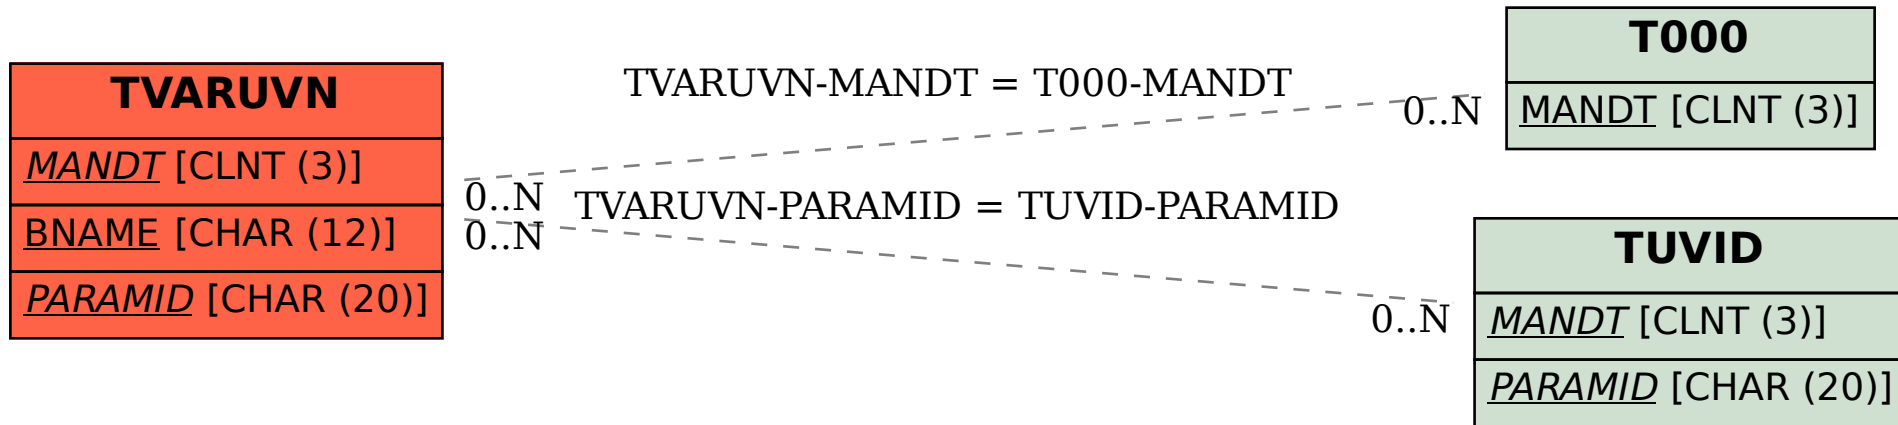 TVARUVN
MANDT [CLNT (3)]
BNAME [CHAR (12)]
PARAMID [CHAR (20)]
TVARUVN-MANDT = T000-MANDT
0..N
0..N
TVARUVN-PARAMID = TUVID-PARAMID
0..N
0..N
T000
MANDT [CLNT (3)]
TUVID
MANDT [CLNT (3)]
PARAMID [CHAR (20)]